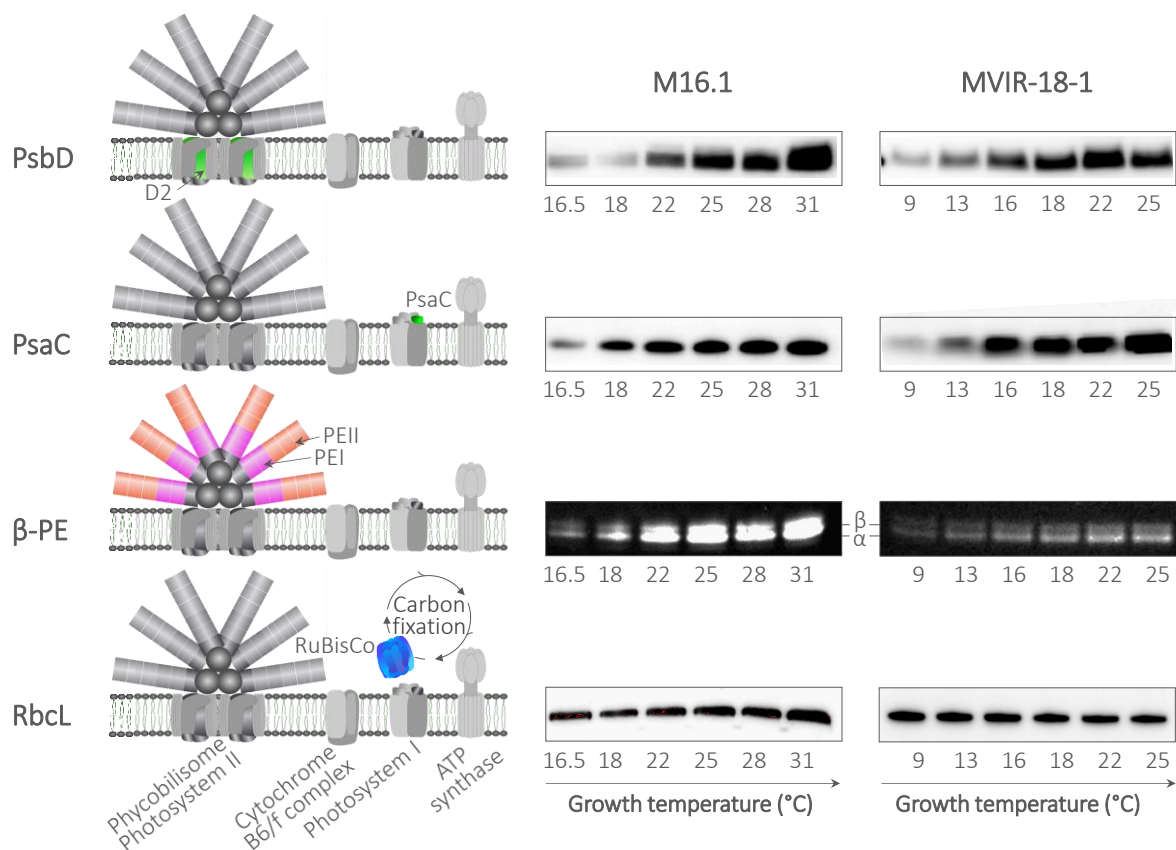 M16.1
MVIR-18-1
PsbD
D2
16.5 18 22 25 28 31
9 13 16 18 22 25
PsaC
PsaC
16.5 18 22 25 28 31
9 13 16 18 22 25
PEII
PEI
β-PE
β
α
16.5 18 22 25 28 31
9 13 16 18 22 25
Carbon
fixation
RuBisCo
RbcL
16.5 18 22 25 28 31
9 13 16 18 22 25
Phycobilisome
Photosystem II
Cytochrome
B6/f complex
Photosystem I
ATP
synthase
Growth temperature (°C)
Growth temperature (°C)